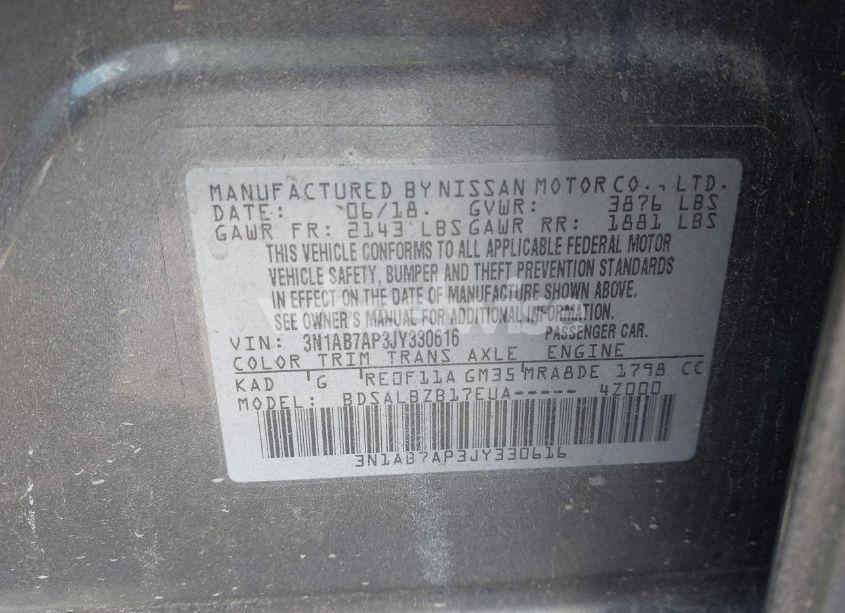 MANUFACTURED BY NISSAN MOTOR CO., LTD.
DATE: 06/18. GVWR: 3876 LBS
GAWR FR: 2143 LBS GAWR RR: 1881 LBS
THIS VEHICLE CONFORMS TO ALL APPLICABLE FEDERAL MOTOR
VEHICLE SAFETY, BUMPER AND THEFT PREVENTION STANDARDS
IN EFFECT ON THE DATE OF MANUFACTURE SHOWN ABOVE.
SEE OWNER'S MANUAL FOR ADDITIONAL INFORMATION.
VIN: 3N1AB7AP3JY330616 PASSENGER CAR.
COLOR TRIM TRANS AXLE ENGINE
KAD G RE0F11A GM35 MRA8DE 1798 CC
MODEL: BDSALBZB17EUA----- 4Z000
3N1AB7AP3JY330616